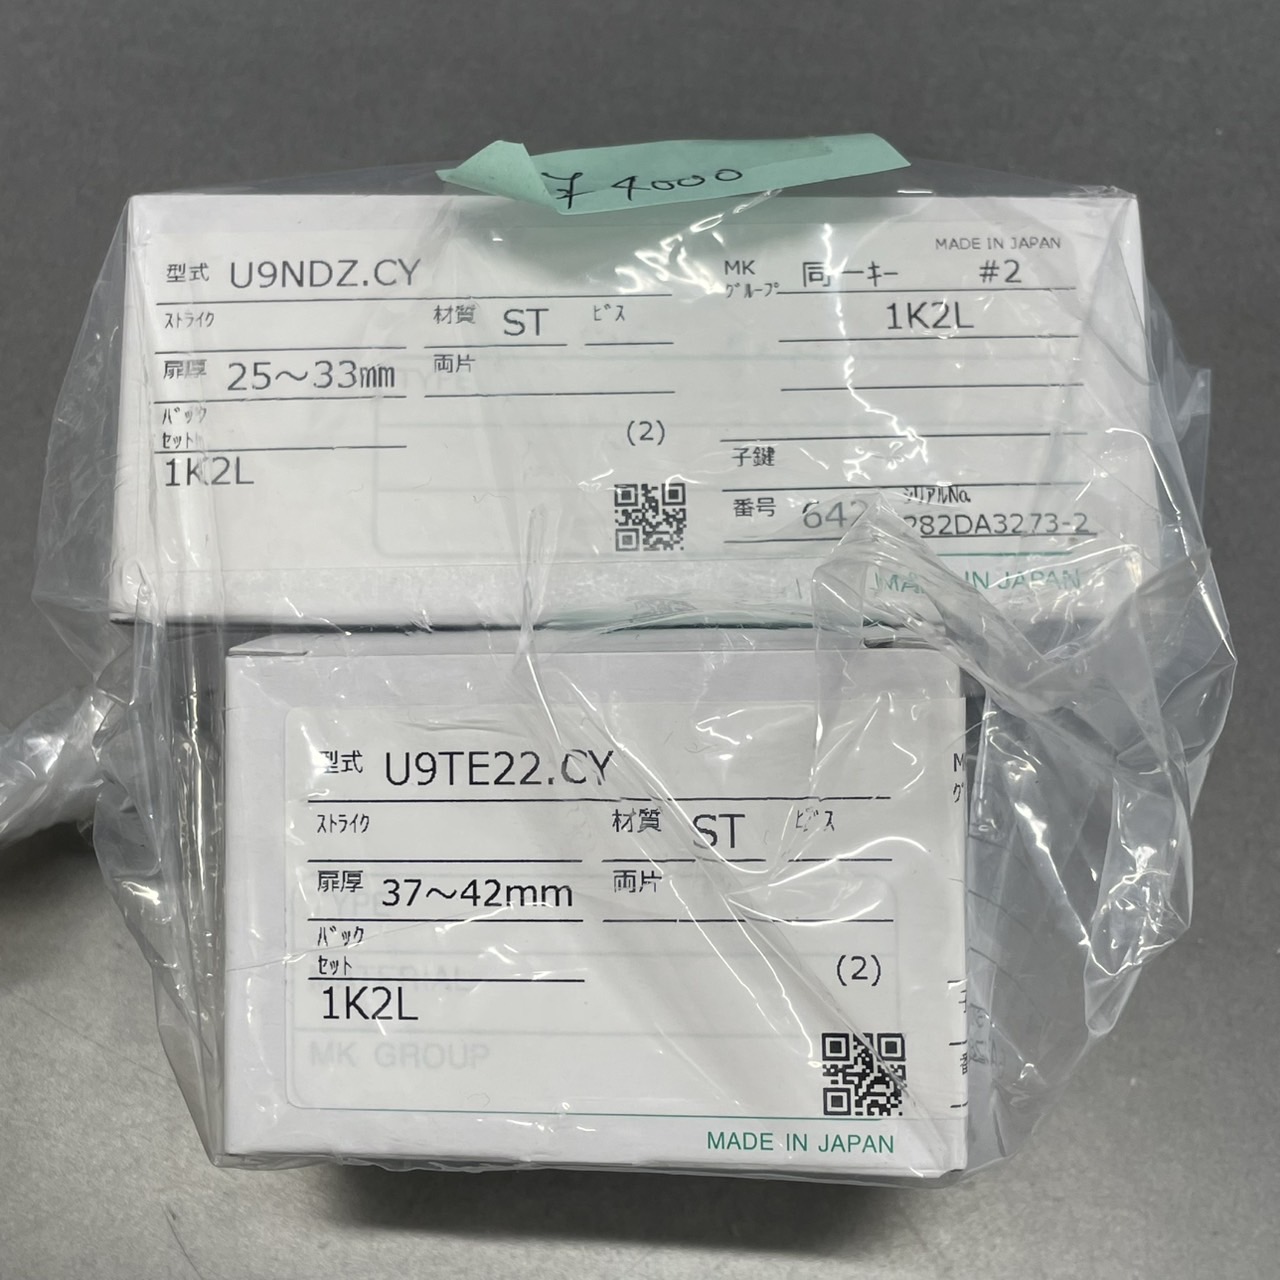 ¥4000
MADE IN JAPAN
型式 U9NDZ.CY
MK グループ 同一キー #2
ストライク
材質 ST ビス
1K2L
扉厚 25～33mm 両片
バック
セット
(2)
1K2L
子鍵
番号 シリアルNo.
282DA3273-2
MADE IN JAPAN
型式 U9TE22.CY
ストライク
材質 ST ビス
扉厚 37～42mm 両片
バック
セット
(2)
1K2L
MK GROUP
MADE IN JAPAN